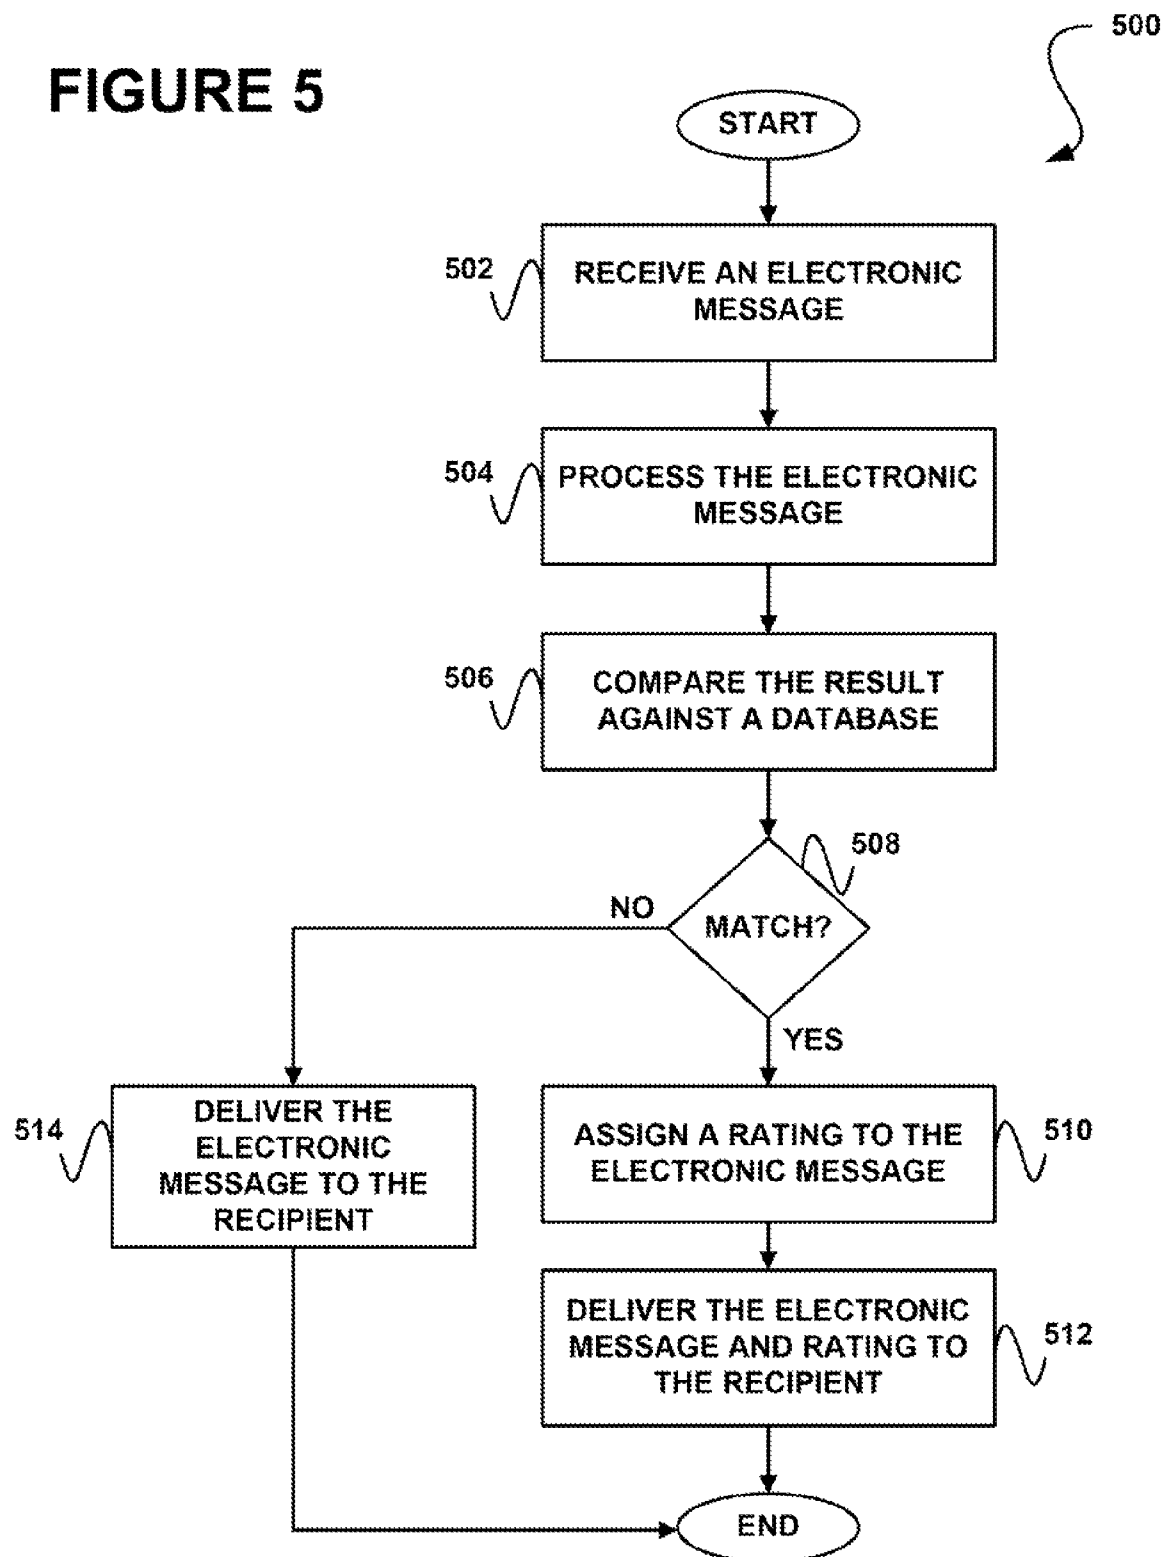 500
FIGURE 5
START
502
RECEIVE AN ELECTRONIC
MESSAGE
504
PROCESS THE ELECTRONIC
MESSAGE
506
COMPARE THE RESULT
AGAINST A DATABASE
508
MATCH?
NO
YES
514
DELIVER THE
ELECTRONIC
MESSAGE TO THE
RECIPIENT
ASSIGN A RATING TO THE
ELECTRONIC MESSAGE
510
DELIVER THE ELECTRONIC
MESSAGE AND RATING TO
THE RECIPIENT
512
END